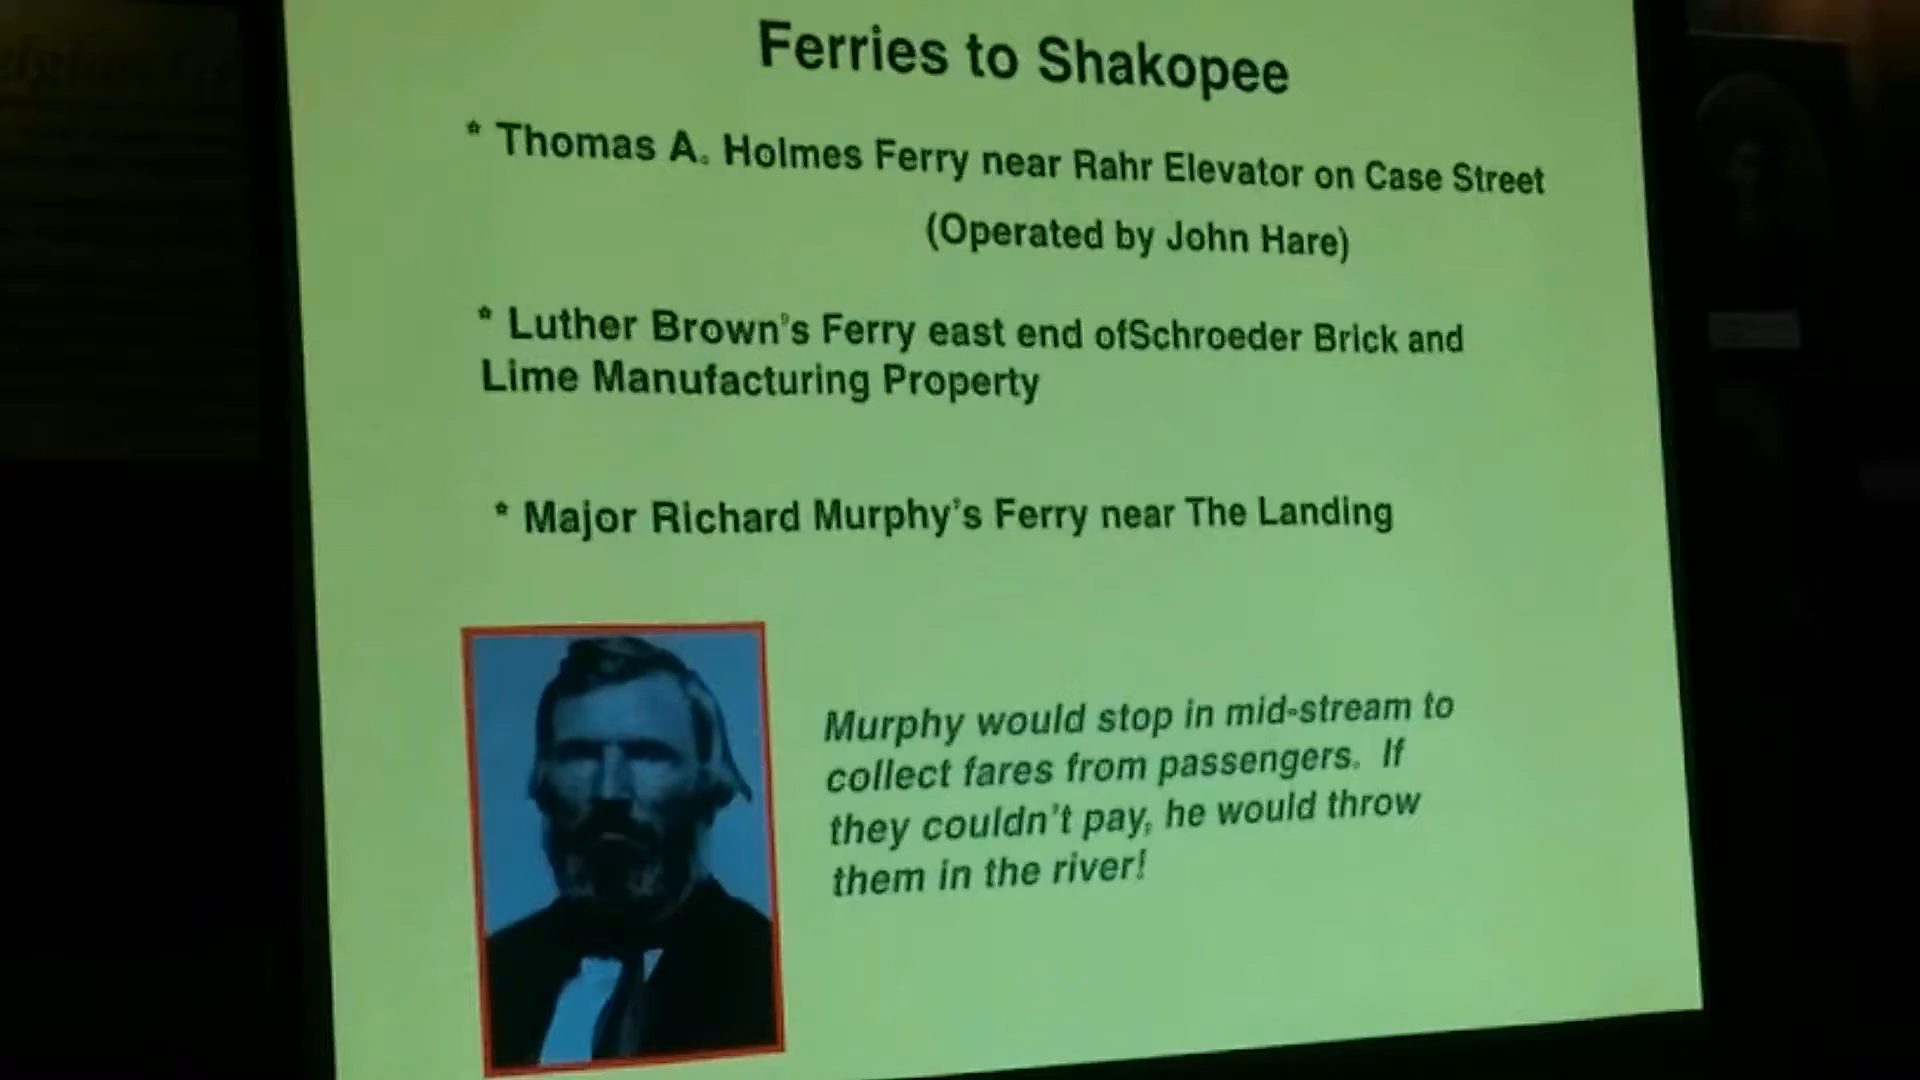 Ferries to Shakopee
* Thomas A. Holmes Ferry near Rahr Elevator on Case Street
(Operated by John Hare)
* Luther Brown's Ferry east end ofSchroeder Brick and
Lime Manufacturing Property
* Major Richard Murphy's Ferry near The Landing
Murphy would stop in mid-stream to
collect fares from passengers. If
they couldn't pay, he would throw
them in the river!